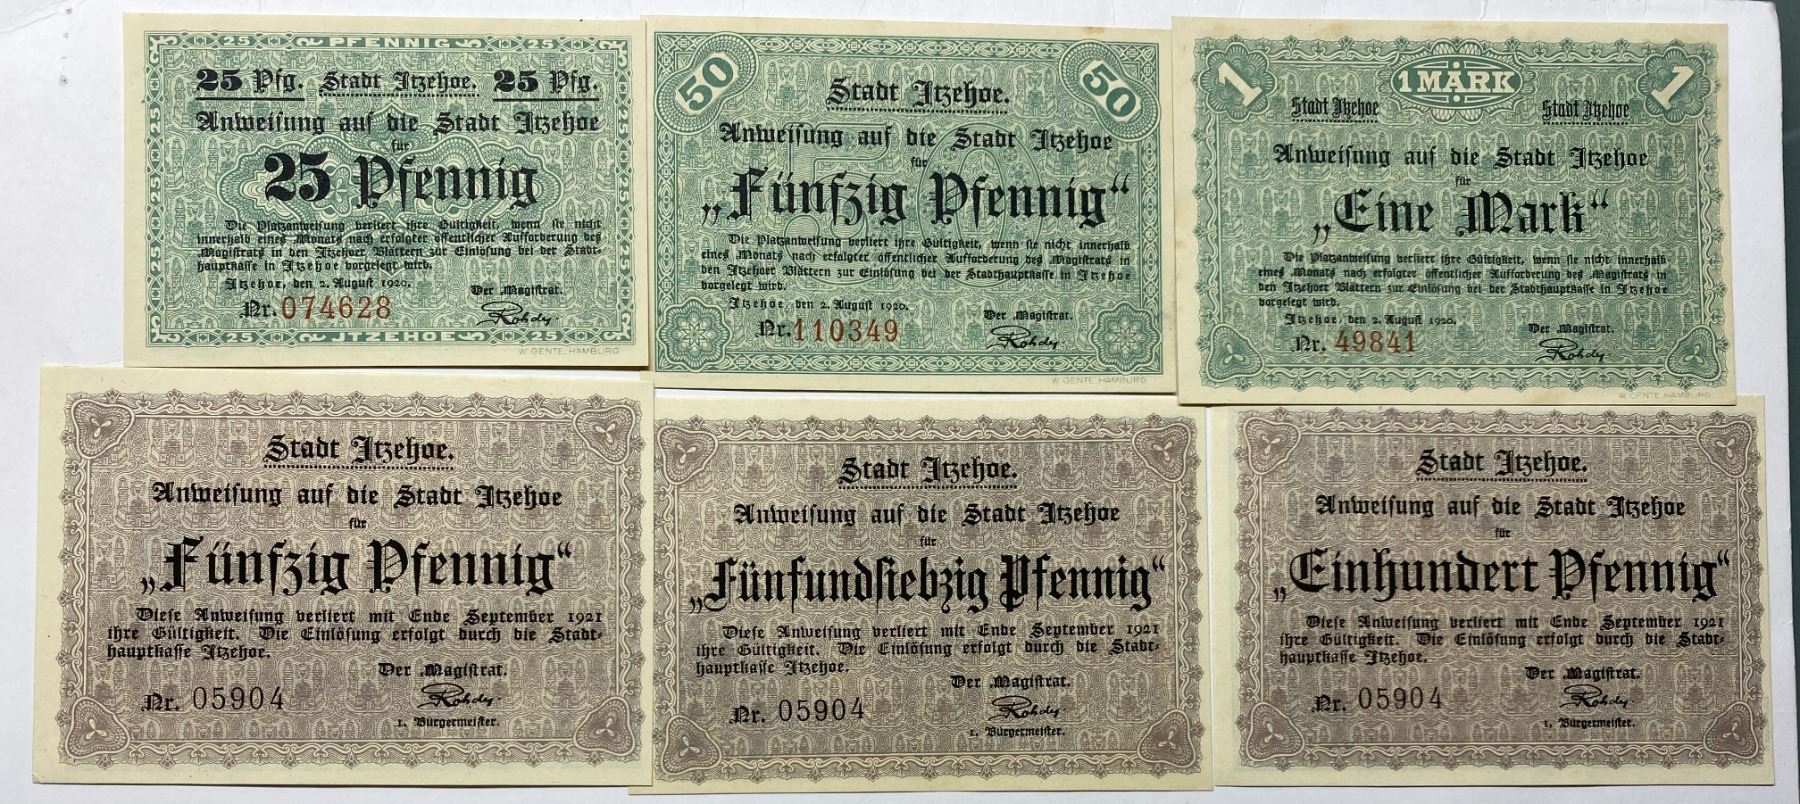 PFENNIG
25 Pfg. Stadt Itzehoe. 25 Pfg.
Anweisung auf die Stadt Itzehoe
für
25 Pfennig
Die Platzanweisung verliert ihre Gültigkeit, wenn sie nicht
innerhalb eines Monats nach erfolgter öffentlicher Aufforderung des
Magistrats in den Itzehoer Blättern zur Einlösung bei der Stadt-
hauptkasse in Itzehoe vorgelegt wird.
Itzehoe, den 2. August 1920.
Der Magistrat.
Nr. 074628
Rohde
25 JTZEHOE 25
W. GENTE, HAMBURG
50 50
Stadt Itzehoe.
Anweisung auf die Stadt Itzehoe
für
„Fünfzig Pfennig“
Die Platzanweisung verliert ihre Gültigkeit, wenn sie nicht innerhalb
eines Monats nach erfolgter öffentlicher Aufforderung des Magistrats in
den Itzehoer Blättern zur Einlösung bei der Stadthauptkasse in Itzehoe
vorgelegt wird.
Itzehoe, den 2. August 1920.
Der Magistrat.
Nr. 110349
Rohde
W. GENTE, HAMBURG
1 1 MARK 1
Stadt Itzehoe Stadt Itzehoe
Anweisung auf die Stadt Itzehoe
für
„Eine Mark“
Die Platzanweisung verliert ihre Gültigkeit, wenn sie nicht innerhalb
eines Monats nach erfolgter öffentlicher Aufforderung des Magistrats in
den Itzehoer Blättern zur Einlösung bei der Stadthauptkasse in Itzehoe
vorgelegt wird.
Itzehoe, den 2. August 1920.
Der Magistrat.
Nr. 49841
Rohde
W. GENTE, HAMBURG
Stadt Itzehoe.
Anweisung auf die Stadt Itzehoe
für
„Fünfzig Pfennig“
Diese Anweisung verliert mit Ende September 1921
ihre Gültigkeit. Die Einlösung erfolgt durch die Stadt-
hauptkasse Itzehoe.
Der Magistrat.
Nr. 05904
Rohde
1. Bürgermeister.
Stadt Itzehoe.
Anweisung auf die Stadt Itzehoe
für
„Fünfundsiebzig Pfennig“
Diese Anweisung verliert mit Ende September 1921
ihre Gültigkeit. Die Einlösung erfolgt durch die Stadt-
hauptkasse Itzehoe.
Der Magistrat.
Nr. 05904
Rohde
1. Bürgermeister.
Stadt Itzehoe.
Anweisung auf die Stadt Itzehoe
für
„Einhundert Pfennig“
Diese Anweisung verliert mit Ende September 1921
ihre Gültigkeit. Die Einlösung erfolgt durch die Stadt-
hauptkasse Itzehoe.
Der Magistrat.
Nr. 05904
Rohde
1. Bürgermeister.